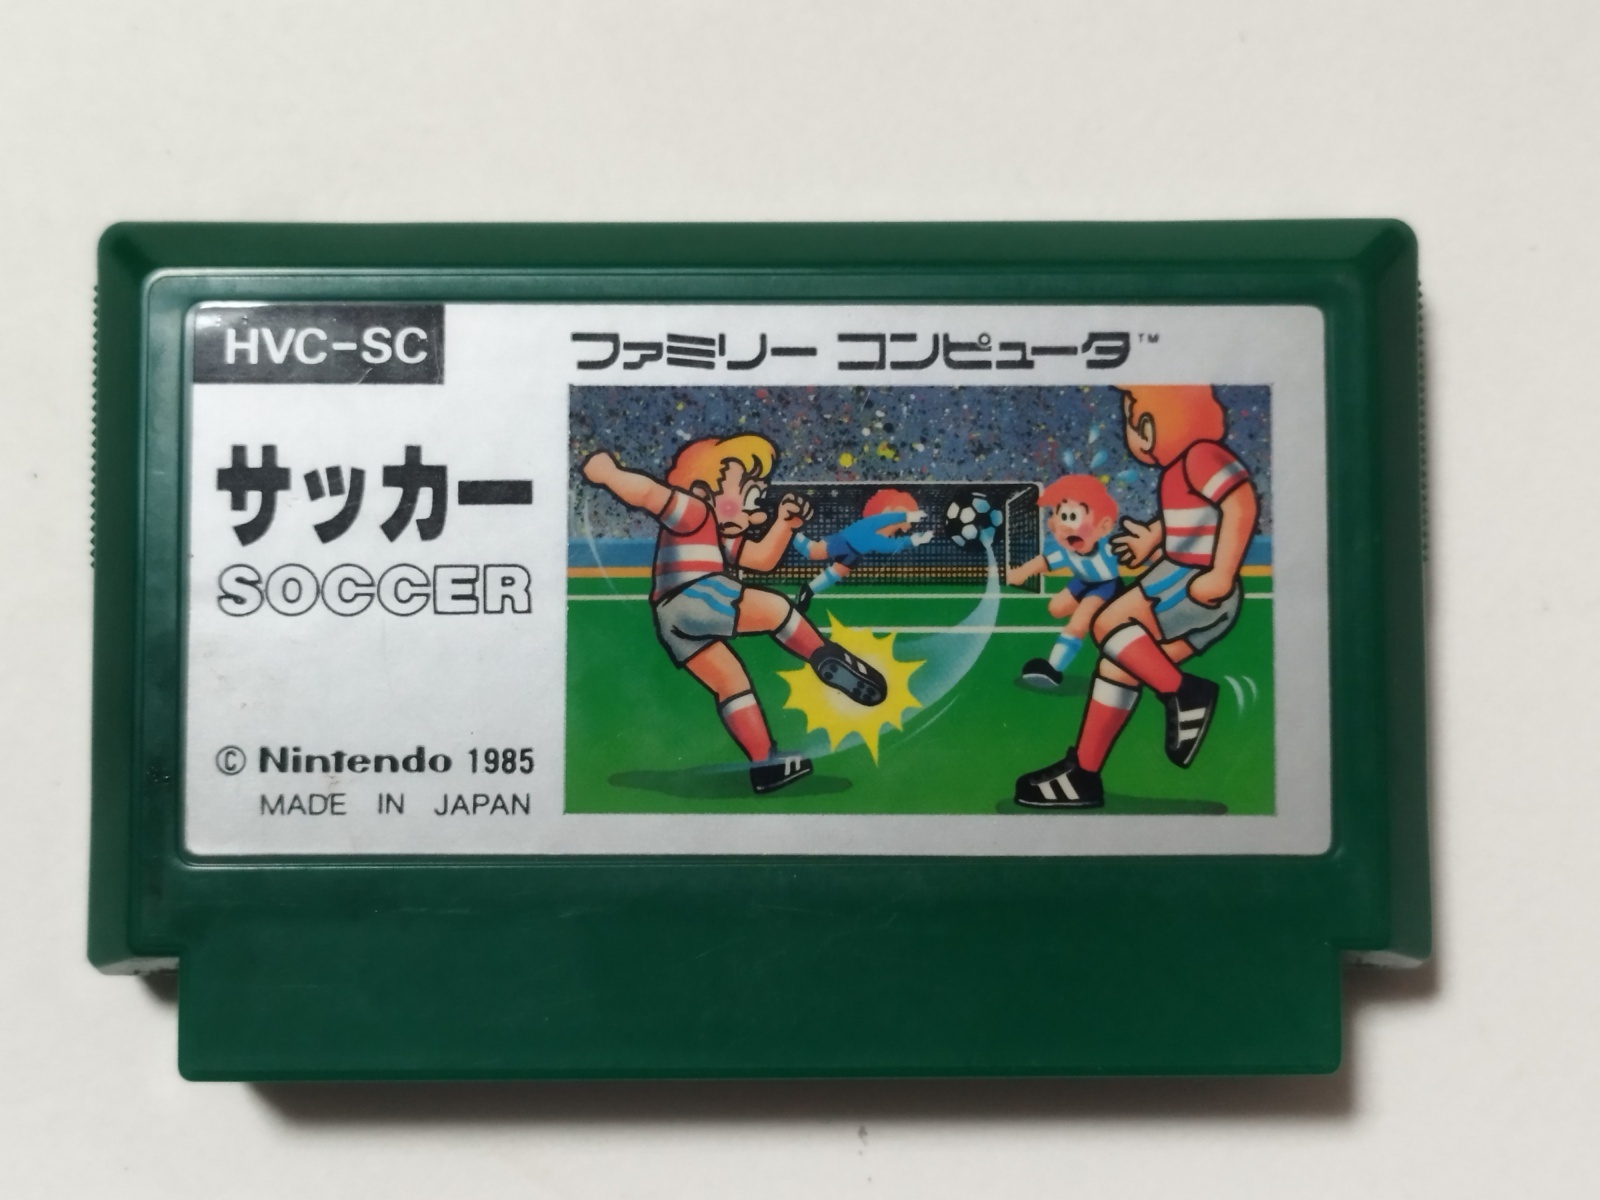 HVC-SC
ファミリー コンピュータ™
サッカー
SOCCER
© Nintendo 1985
MADE IN JAPAN